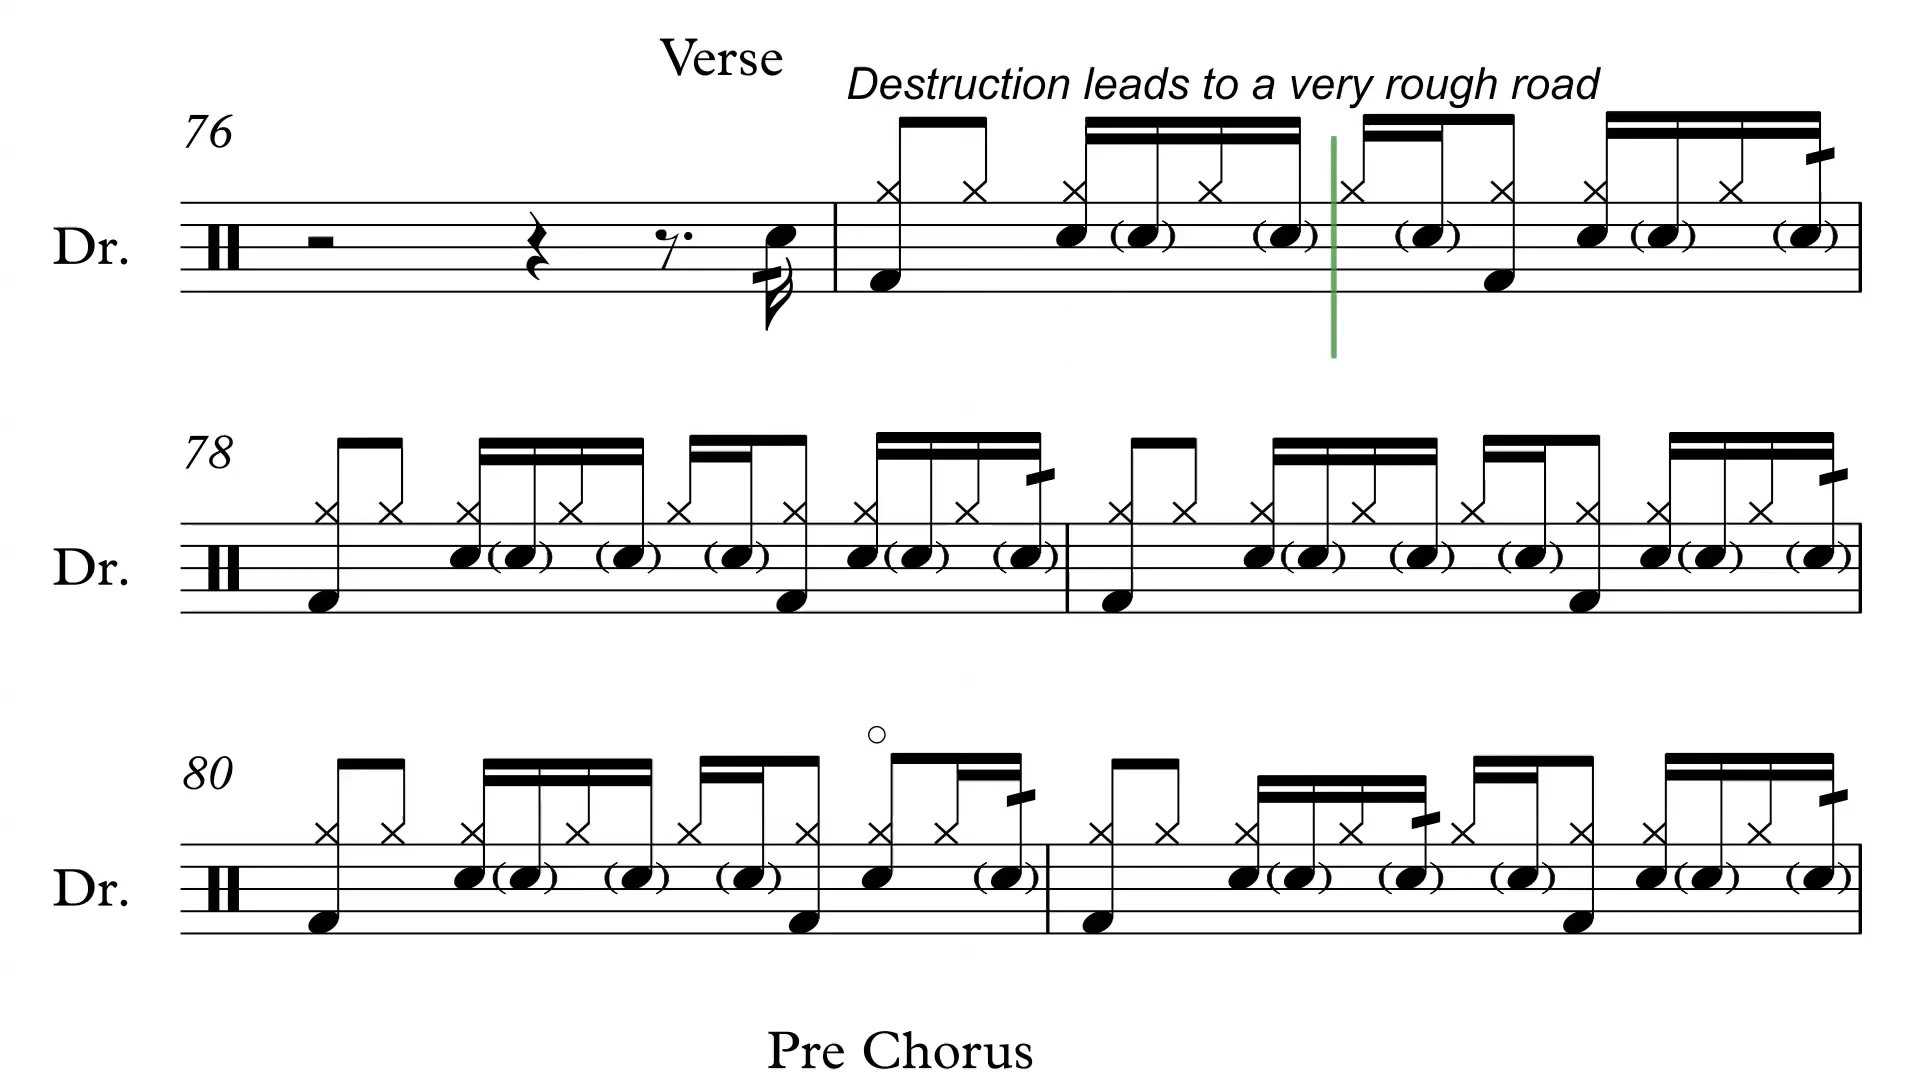 Verse
Destruction leads to a very rough road
76
Dr.
78
Dr.
80
Dr.
Pre Chorus